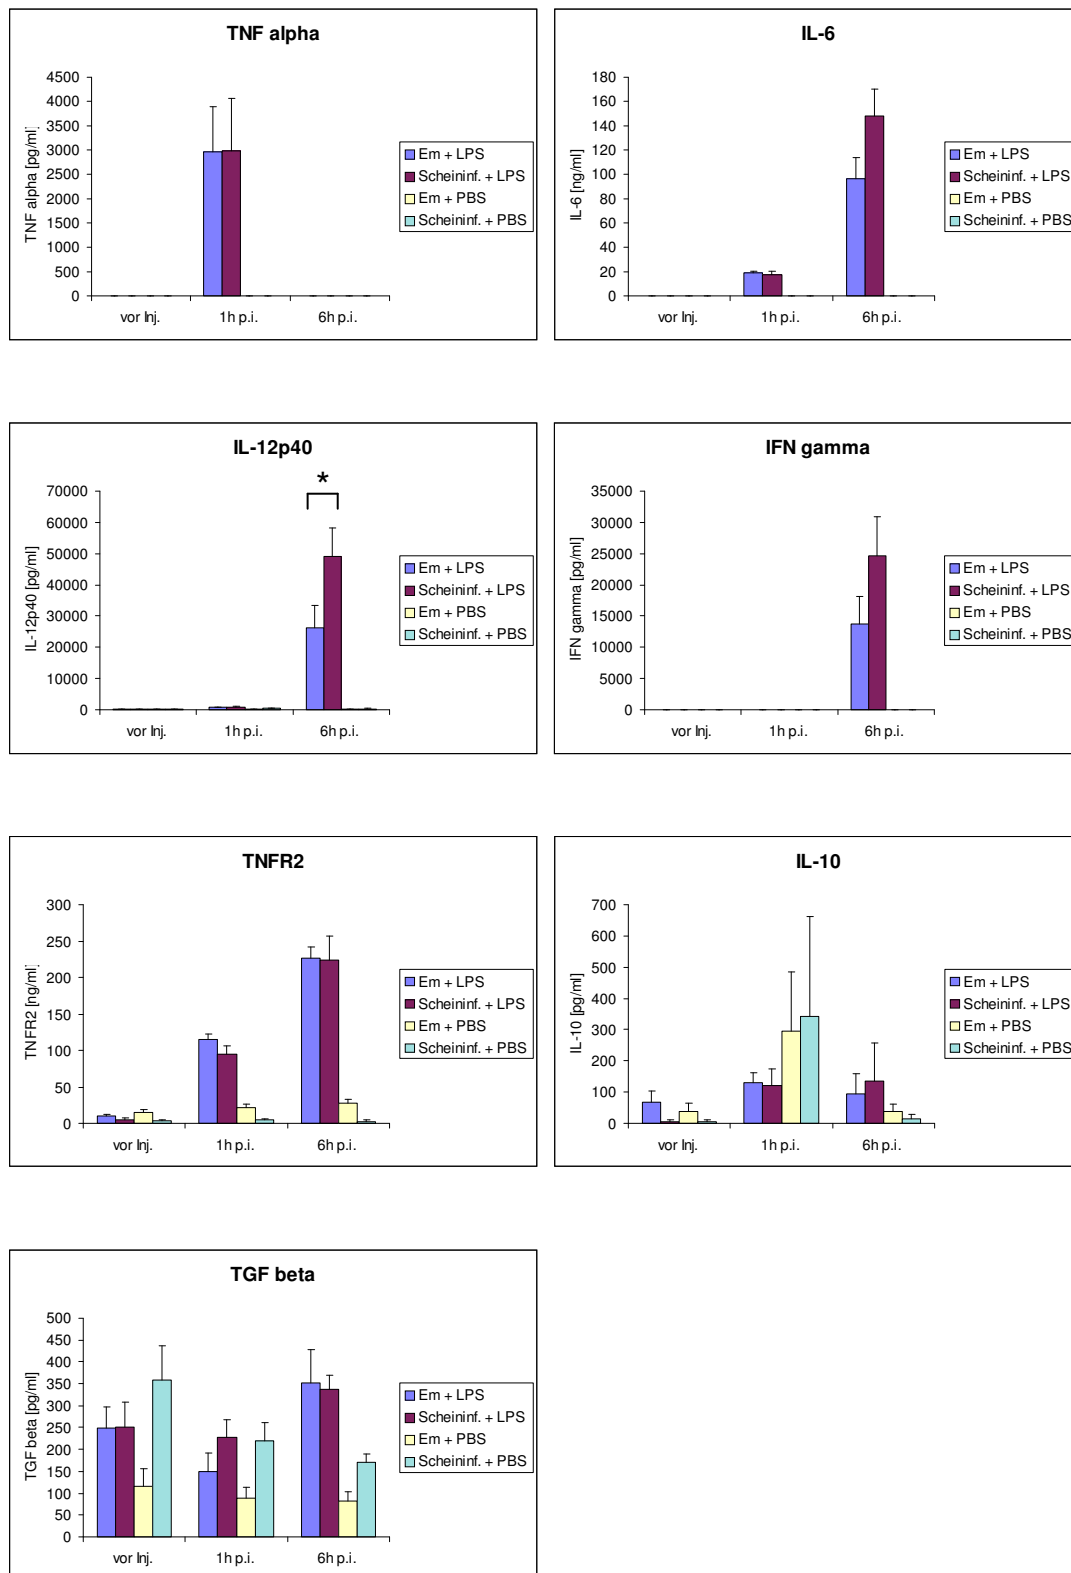 TNF alpha
TNF alpha [pg/ml]
4500
4000
3500
3000
2500
2000
1500
1000
500
0
vor Inj.
1h p.i.
6h p.i.
Em + LPS
Scheininf. + LPS
Em + PBS
Scheininf. + PBS
IL-6
IL-6 [ng/ml]
180
160
140
120
100
80
60
40
20
0
vor Inj.
1h p.i.
6h p.i.
Em + LPS
Scheininf. + LPS
Em + PBS
Scheininf. + PBS
IL-12p40
*
IL-12p40 [pg/ml]
70000
60000
50000
40000
30000
20000
10000
0
vor Inj.
1h p.i.
6h p.i.
Em + LPS
Scheininf. + LPS
Em + PBS
Scheininf. + PBS
IFN gamma
IFN gamma [pg/ml]
35000
30000
25000
20000
15000
10000
5000
0
vor Inj.
1h p.i.
6h p.i.
Em + LPS
Scheininf. + LPS
Em + PBS
Scheininf. + PBS
TNFR2
TNFR2 [ng/ml]
300
250
200
150
100
50
0
vor Inj.
1h p.i.
6h p.i.
Em + LPS
Scheininf. + LPS
Em + PBS
Scheininf. + PBS
IL-10
IL-10 [pg/ml]
700
600
500
400
300
200
100
0
vor Inj.
1h p.i.
6h p.i.
Em + LPS
Scheininf. + LPS
Em + PBS
Scheininf. + PBS
TGF beta
TGF beta [pg/ml]
500
450
400
350
300
250
200
150
100
50
0
vor Inj.
1h p.i.
6h p.i.
Em + LPS
Scheininf. + LPS
Em + PBS
Scheininf. + PBS